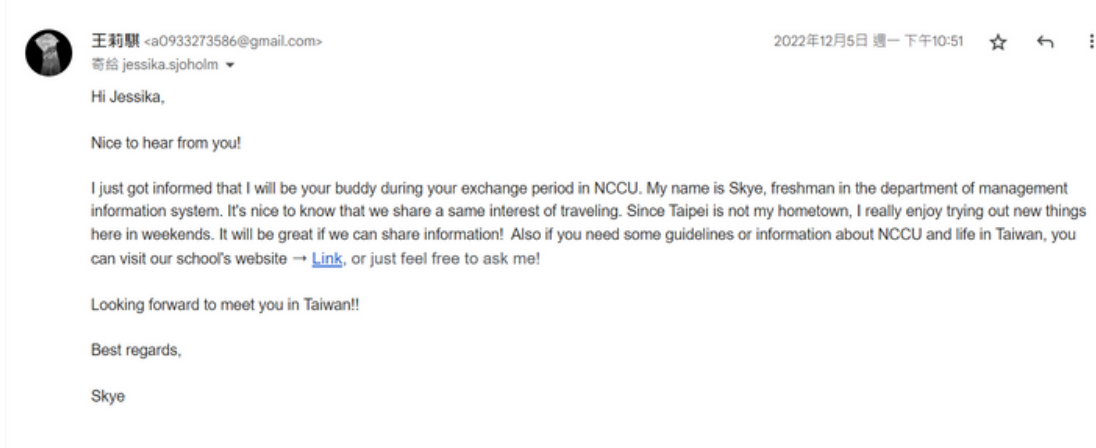 王莉騏 <a0933273586@gmail.com> 2022年12月5日 週一 下午10:51
寄給 jessika.sjoholm
Hi Jessika,
Nice to hear from you!
I just got informed that I will be your buddy during your exchange period in NCCU. My name is Skye, freshman in the department of management
information system. It's nice to know that we share a same interest of traveling. Since Taipei is not my hometown, I really enjoy trying out new things
here in weekends. It will be great if we can share information! Also if you need some guidelines or information about NCCU and life in Taiwan, you
can visit our school's website → Link, or just feel free to ask me!
Looking forward to meet you in Taiwan!!
Best regards,
Skye